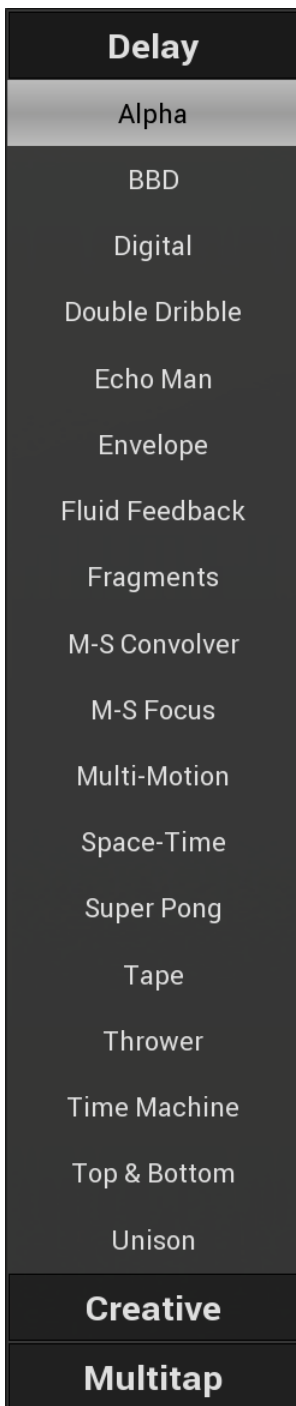 Delay
Alpha
BBD
Digital
Double Dribble
Echo Man
Envelope
Fluid Feedback
Fragments
M-S Convolver
M-S Focus
Multi-Motion
Space-Time
Super Pong
Tape
Thrower
Time Machine
Top & Bottom
Unison
Creative
Multitap